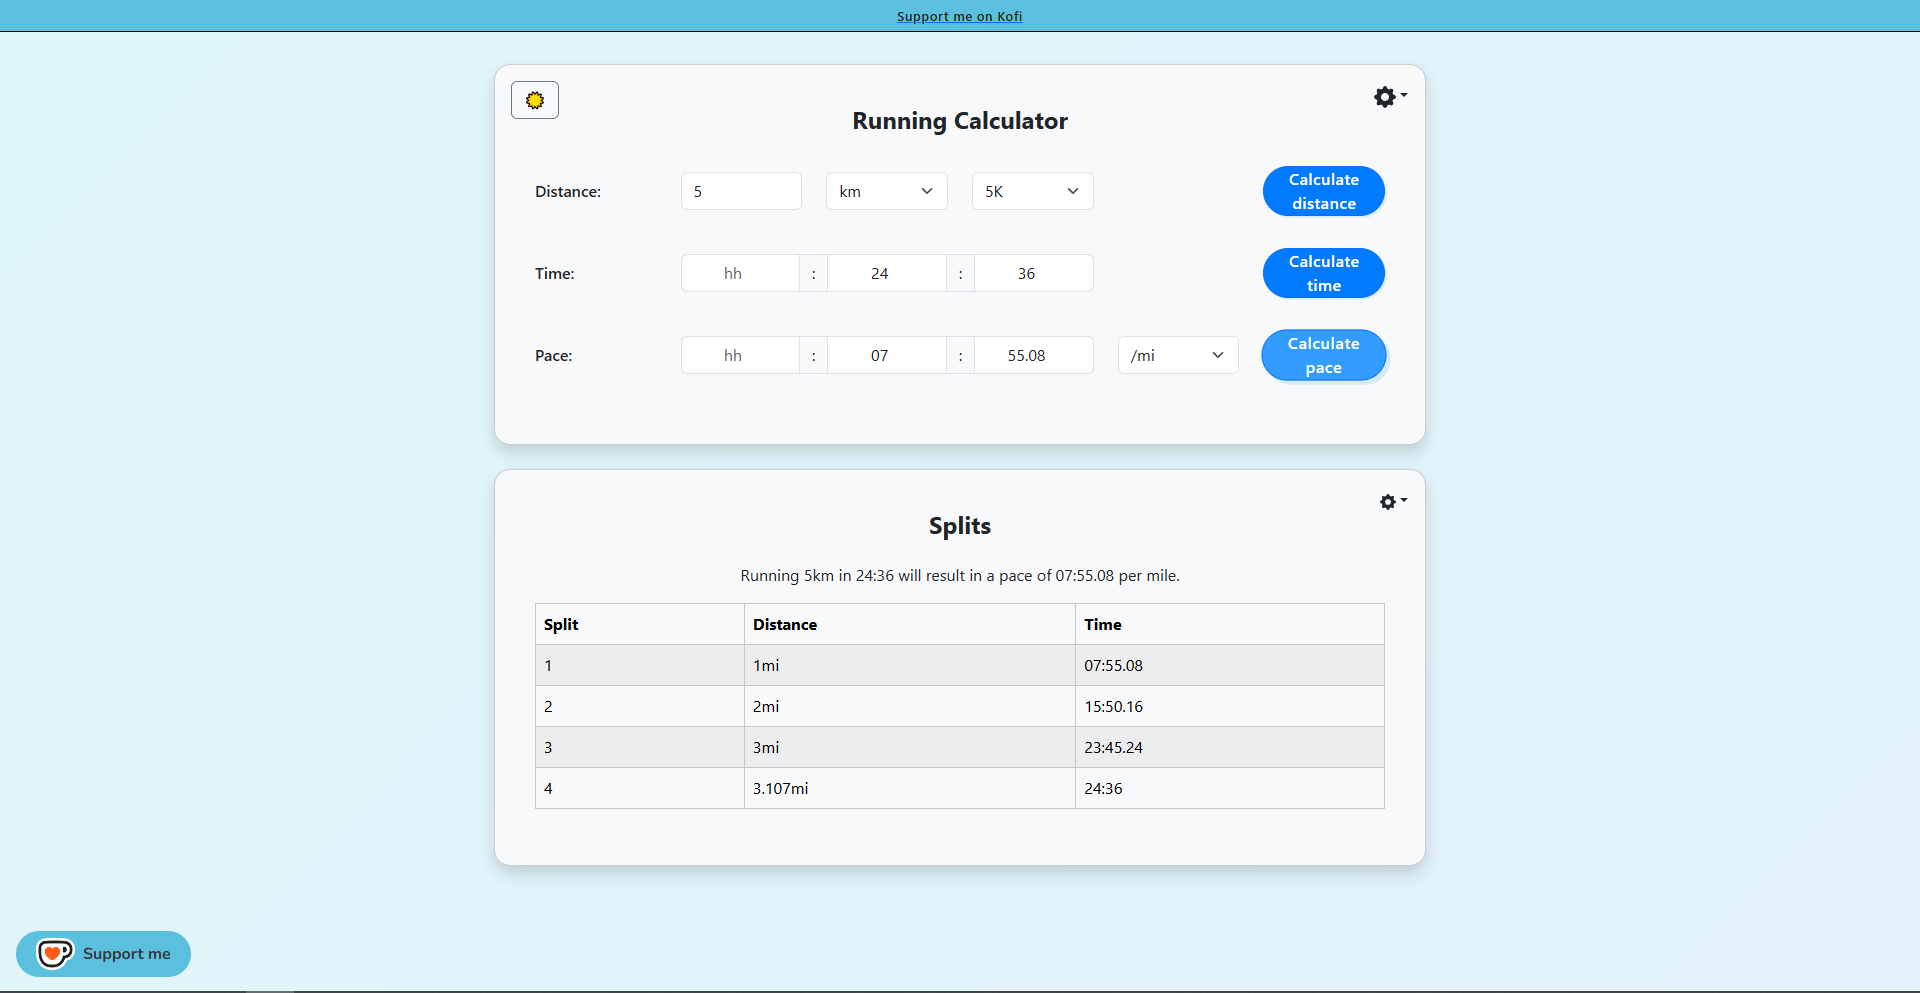 Support me on Kofi
Running Calculator
Distance:
5
km
5K
Calculate
distance
Time:
hh : 24 : 36
Calculate
time
Pace:
hh : 07 : 55.08
/mi
Calculate
pace
Splits
Running 5km in 24:36 will result in a pace of 07:55.08 per mile.
Split Distance Time
1 1mi 07:55.08
2 2mi 15:50.16
3 3mi 23:45.24
4 3.107mi 24:36
Support me